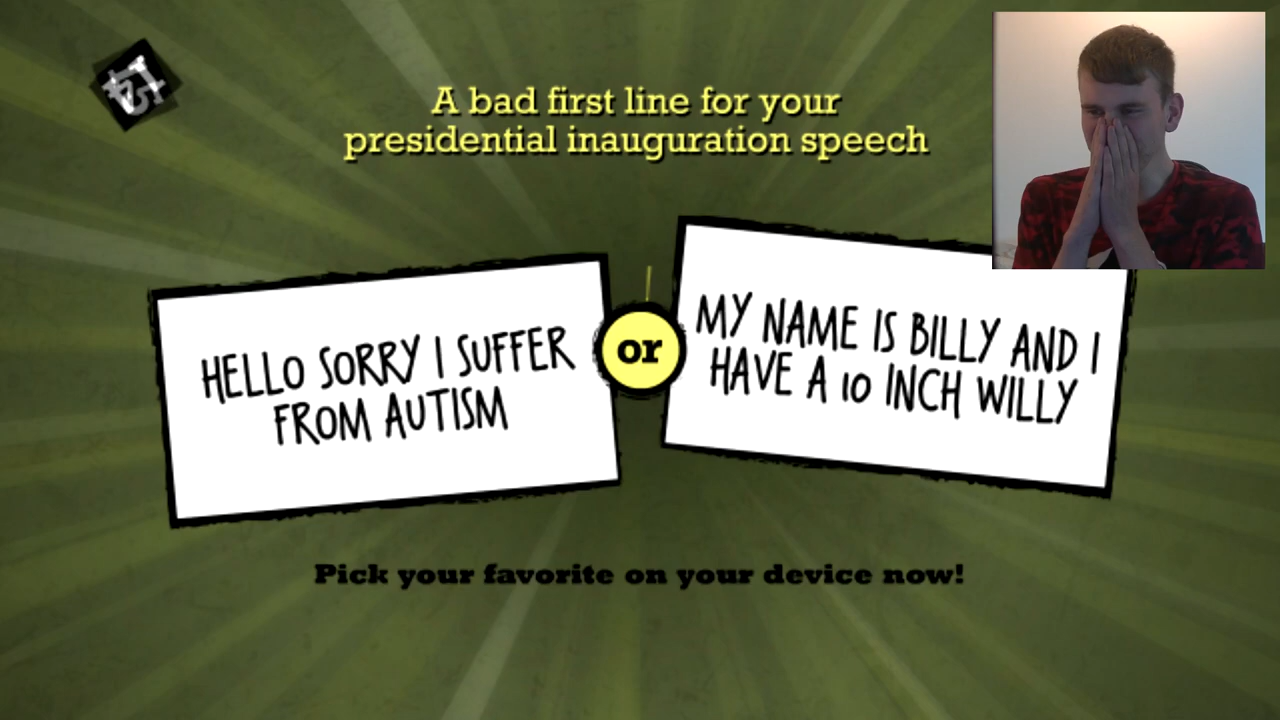 A bad first line for your
presidential inauguration speech
HELLO SORRY I SUFFER
FROM AUTISM
or
MY NAME IS BILLY AND I
HAVE A 10 INCH WILLY
Pick your favorite on your device now!